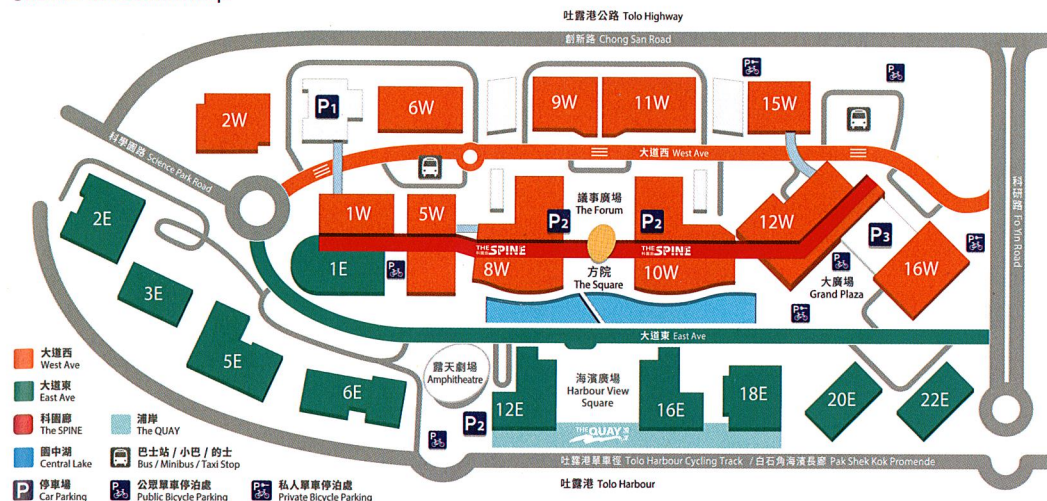 吐露港公路 Tolo Highway
創新路 Chong San Road
2W
P1
6W
9W
11W
15W
科學園路 Science Park Road
大道西 West Ave
科研路 Fo Yin Road
2E
1W
5W
議事廣場
The Forum
P2
P2
12W
P3
16W
THE SPINE
THE SPINE
1E
8W
方院
The Square
10W
大廣場
Grand Plaza
3E
大道東 East Ave
5E
6E
露天劇場
Amphitheatre
海濱廣場
Harbour View
Square
12E
16E
18E
20E
22E
P2
THE QUAY
大道西
West Ave
大道東
East Ave
科園廊
The SPINE
浦岸
The QUAY
園中湖
Central Lake
巴士站 / 小巴 / 的士
Bus / Minibus / Taxi Stop
P
停車場
Car Parking
公眾單車停泊處
Public Bicycle Parking
私人單車停泊處
Private Bicycle Parking
吐露港單車徑 Tolo Harbour Cycling Track / 白石角海濱長廊 Pak Shek Kok Promende
吐露港 Tolo Harbour